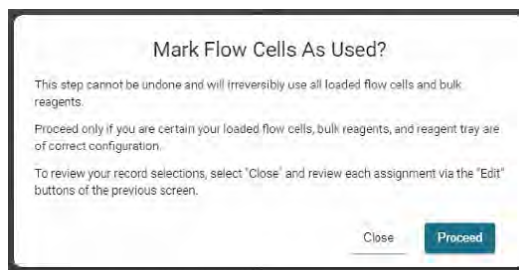 Mark Flow Cells As Used?
This step cannot be undone and will irreversibly use all loaded flow cells and bulk
reagents.
Proceed only if you are certain your loaded flow cells, bulk reagents, and reagent tray are
of correct configuration.
To review your record selections, select "Close" and review each assignment via the "Edit"
buttons of the previous screen.
Close Proceed